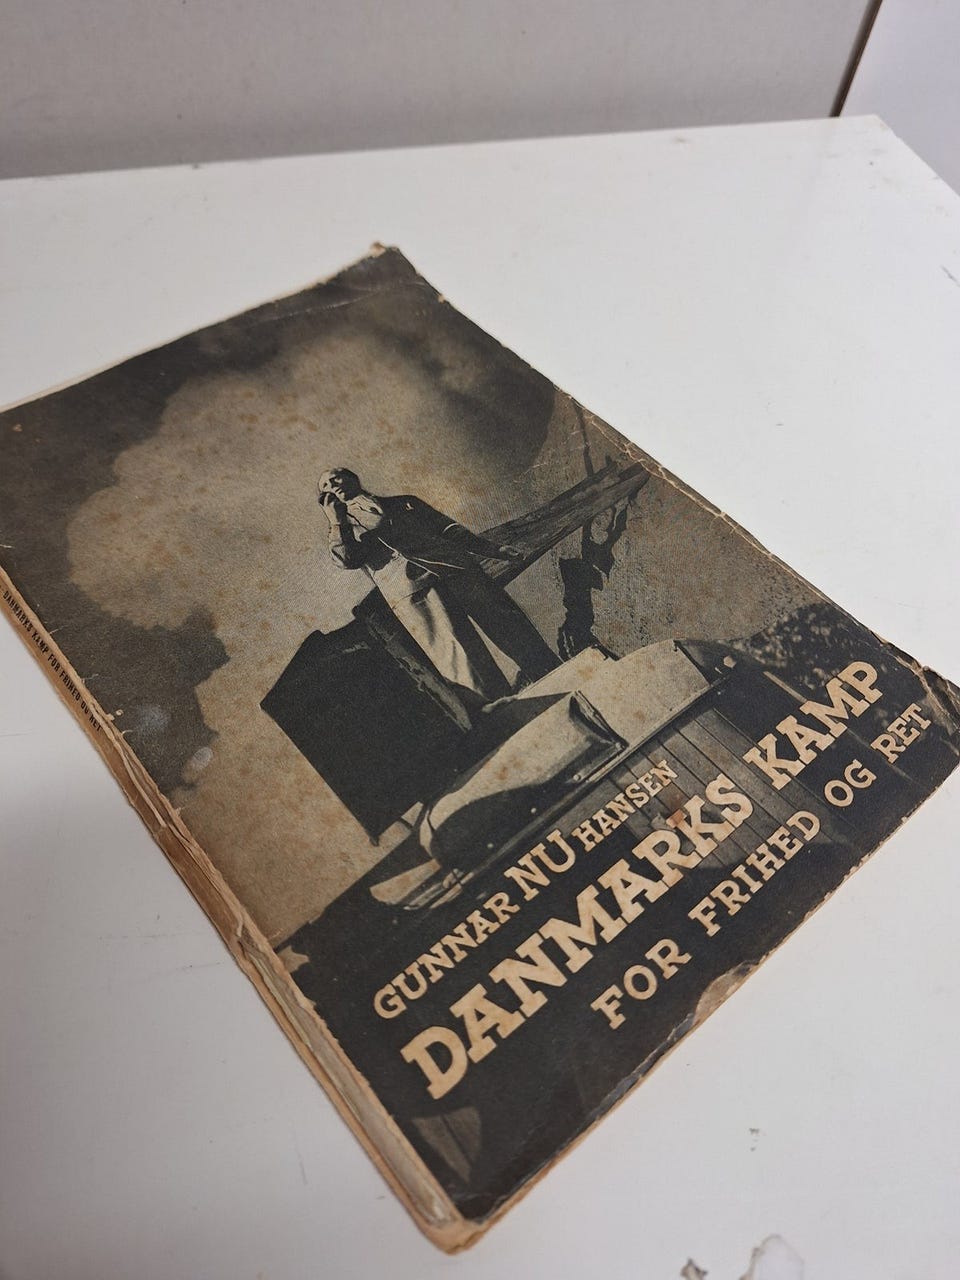 GUNNAR NU HANSEN
DANMARKS KAMP
FOR FRIHED OG RET
DANMARKS KAMP FOR FRIHED OG RET